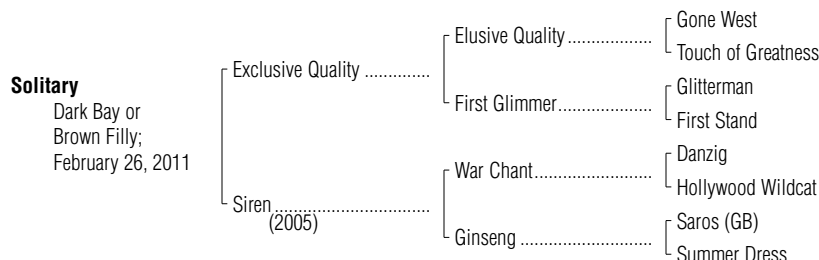 Gone West
Elusive Quality ....................
Touch of Greatness
Exclusive Quality ..............
Glitterman
First Glimmer.......................
First Stand
Solitary
Dark Bay or
Brown Filly;
February 26, 2011
Danzig
War Chant............................
Hollywood Wildcat
Siren .................................
(2005)
Saros (GB)
Ginseng ...............................
Summer Dress